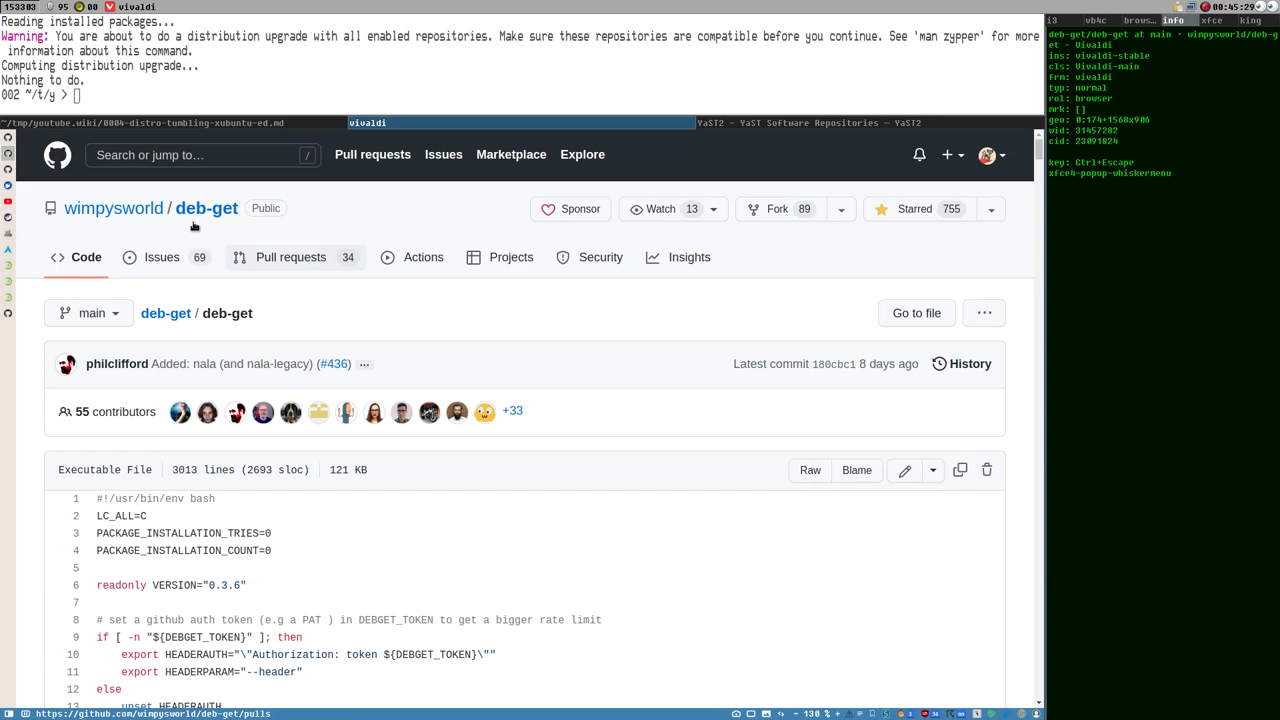 153303 95 00 vivaldi
00:45:29
Reading installed packages...
Warning: You are about to do a distribution upgrade with all enabled repositories. Make sure these repositories are compatible before you continue. See 'man zypper' for more
information about this command.
Computing distribution upgrade...
Nothing to do.
002 ~/t/y >
~/tmp/youtube.wiki/0004-distro-tumbling-xubuntu-ed.md
vivaldi
YaST2 - YaST Software Repositories — YaST2
Search or jump to… /
Pull requests Issues Marketplace Explore
wimpysworld / deb-get Public
Sponsor Watch 13 Fork 89 Starred 755
Code Issues 69 Pull requests 34 Actions Projects Security Insights
main deb-get / deb-get Go to file ···
philclifford Added: nala (and nala-legacy) (#436) … Latest commit 180cbc1 8 days ago History
55 contributors +33
Executable File 3013 lines (2693 sloc) 121 KB Raw Blame
1 #!/usr/bin/env bash
2 LC_ALL=C
3 PACKAGE_INSTALLATION_TRIES=0
4 PACKAGE_INSTALLATION_COUNT=0
5
6 readonly VERSION="0.3.6"
7
8 # set a github auth token (e.g a PAT ) in DEBGET_TOKEN to get a bigger rate limit
9 if [ -n "${DEBGET_TOKEN}" ]; then
10 export HEADERAUTH="\"Authorization: token ${DEBGET_TOKEN}\""
11 export HEADERPARAM="--header"
12 else
13 unset HEADERAUTH
https://github.com/wimpysworld/deb-get/pulls
− 130 % +
i3 vb4c brows… info xfce king
deb-get/deb-get at main · wimpysworld/deb-g
et - Vivaldi
ins: vivaldi-stable
cls: Vivaldi-main
frm: vivaldi
typ: normal
rol: browser
mrk: []
geo: 0:174+1568x906
wid: 31457282
cid: 23091824
key: Ctrl+Escape
xfce4-popup-whiskermenu